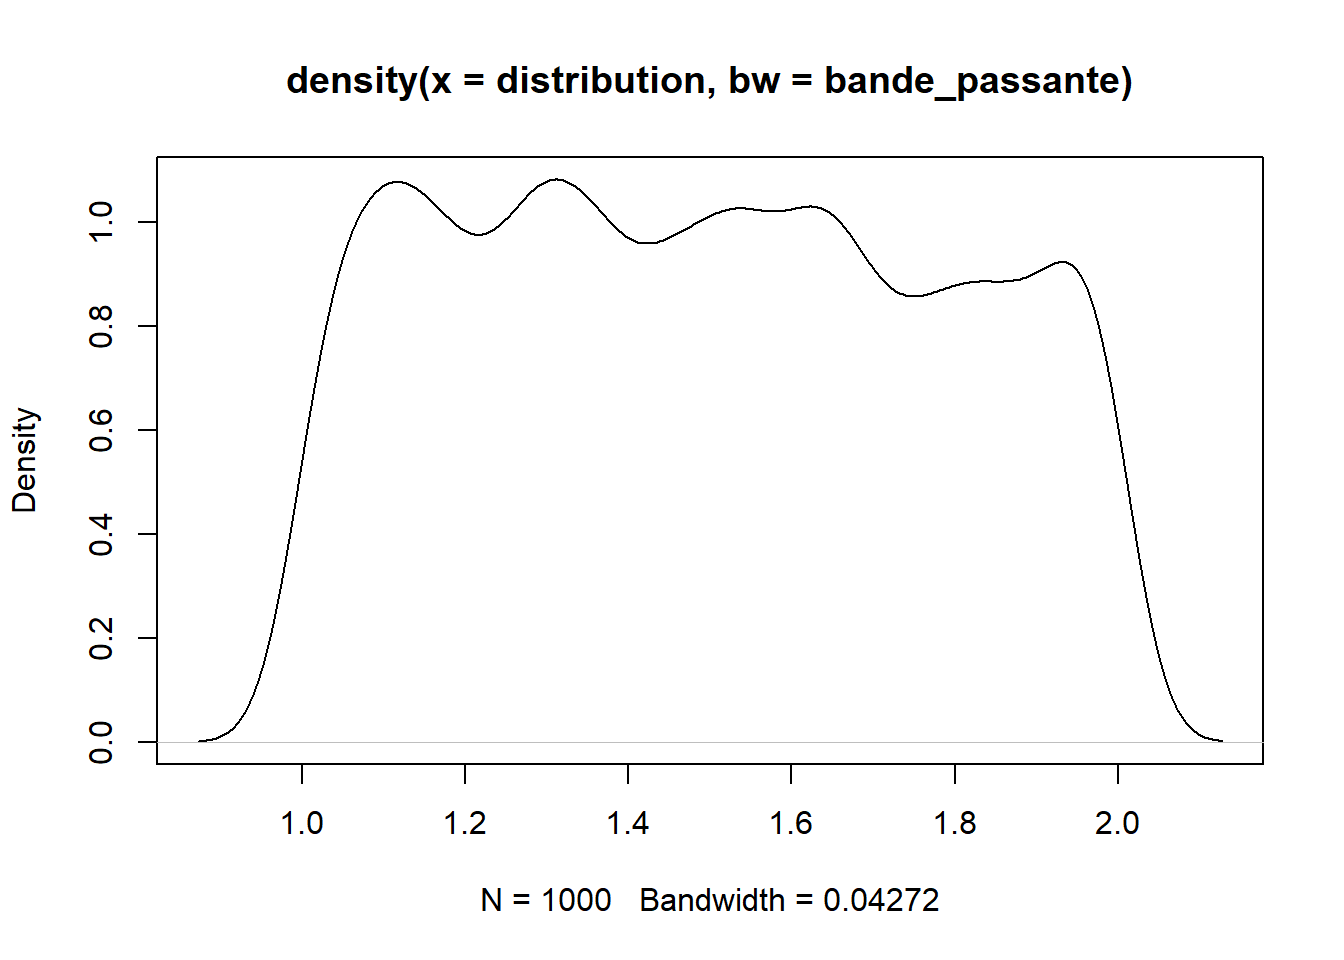 density(x = distribution, bw = bande_passante)
Density
1.0
0.8
0.6
0.4
0.2
0.0
1.0 1.2 1.4 1.6 1.8 2.0
N = 1000 Bandwidth = 0.04272